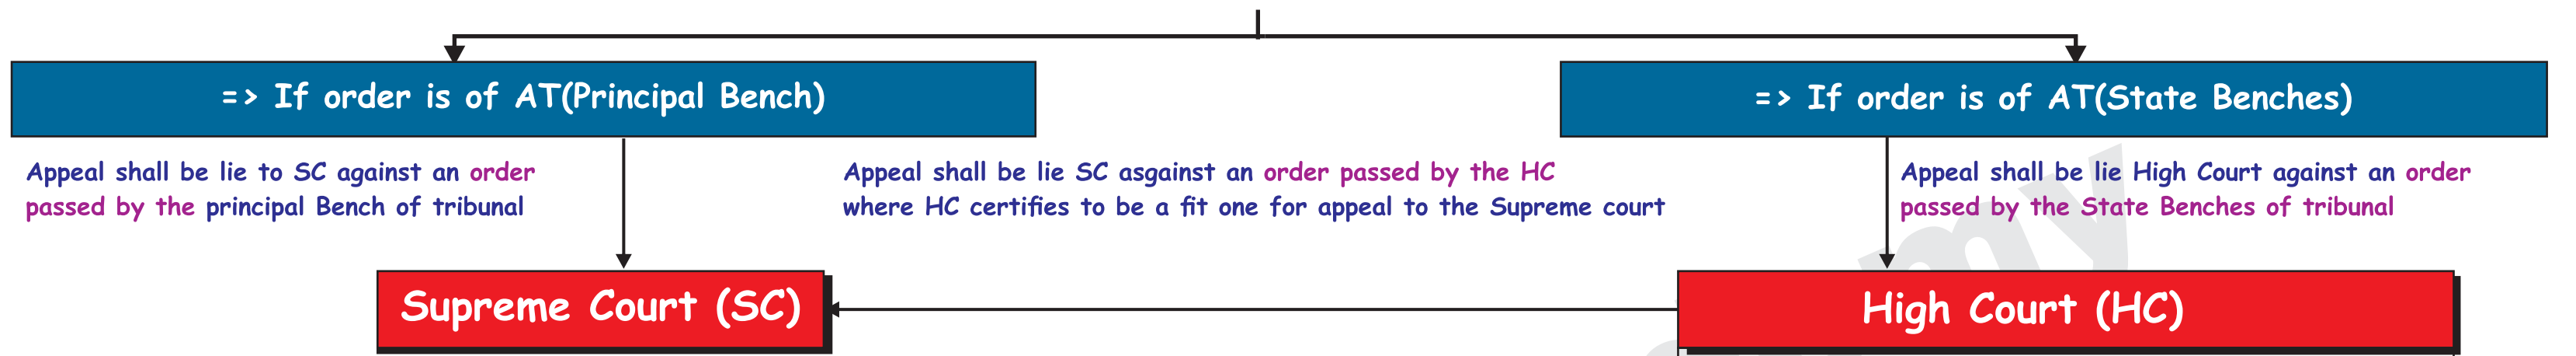 => If order is of AT(Principal Bench)
=> If order is of AT(State Benches)
Appeal shall be lie to SC against an order
passed by the principal Bench of tribunal
Appeal shall be lie SC asgainst an order passed by the HC
where HC certifies to be a fit one for appeal to the Supreme court
Appeal shall be lie High Court against an order
passed by the State Benches of tribunal
Supreme Court (SC)
High Court (HC)